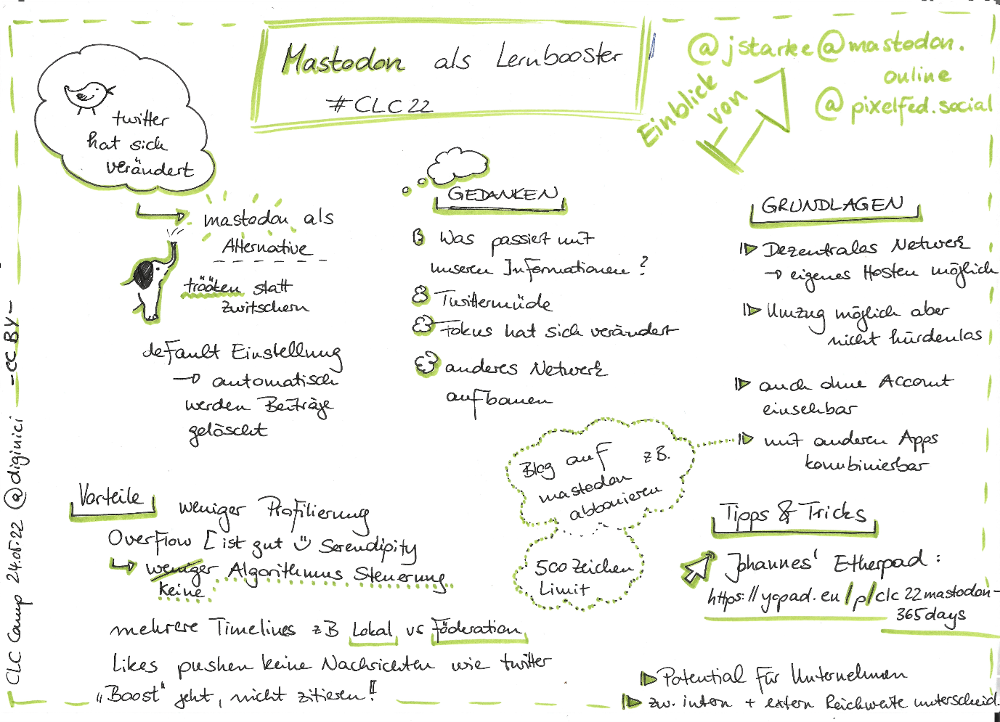 Mastodon als Lernbooster
#CLC22
Einblick
von
@jstarke@mastodon.
online
@pixelfed.social
twitter
hat sich
verändert
mastodon als
Alternative
trööten statt
zwitschern
default Einstellung
→ automatisch
werden Beiträge
gelöscht
GEDANKEN
Was passiert mit
unseren Informationen?
Twittermüde
Fokus hat sich verändert
anderes Netwerk
aufbauen
GRUNDLAGEN
Dezentrales Netwerk
→ eigenes Hosten möglich
Umzug möglich aber
nicht hürdenlos
auch ohne Account
einsehbar
mit anderen Apps
kombinierbar
Blog auf z.B.
mastodon
abbonieren
500 Zeichen
Limit
Vorteile
weniger Profilierung
Overflow [ist gut ☺ Serendipity
weniger Algorithmus Steuerung
keine
mehrere Timelines zB Lokal vs Föderation
Likes pushen keine Nachrichten wie twitter
„Boost" geht, nicht zitieren!!
Tipps & Tricks
Johannes' Etherpad:
https://yopad.eu/p/clc22mastodon-
365days
Potential für Unternehmen
zw. intern + extern Reichweite unterscheid.
CLC Camp 24.05.22 @diginici -CC BY-